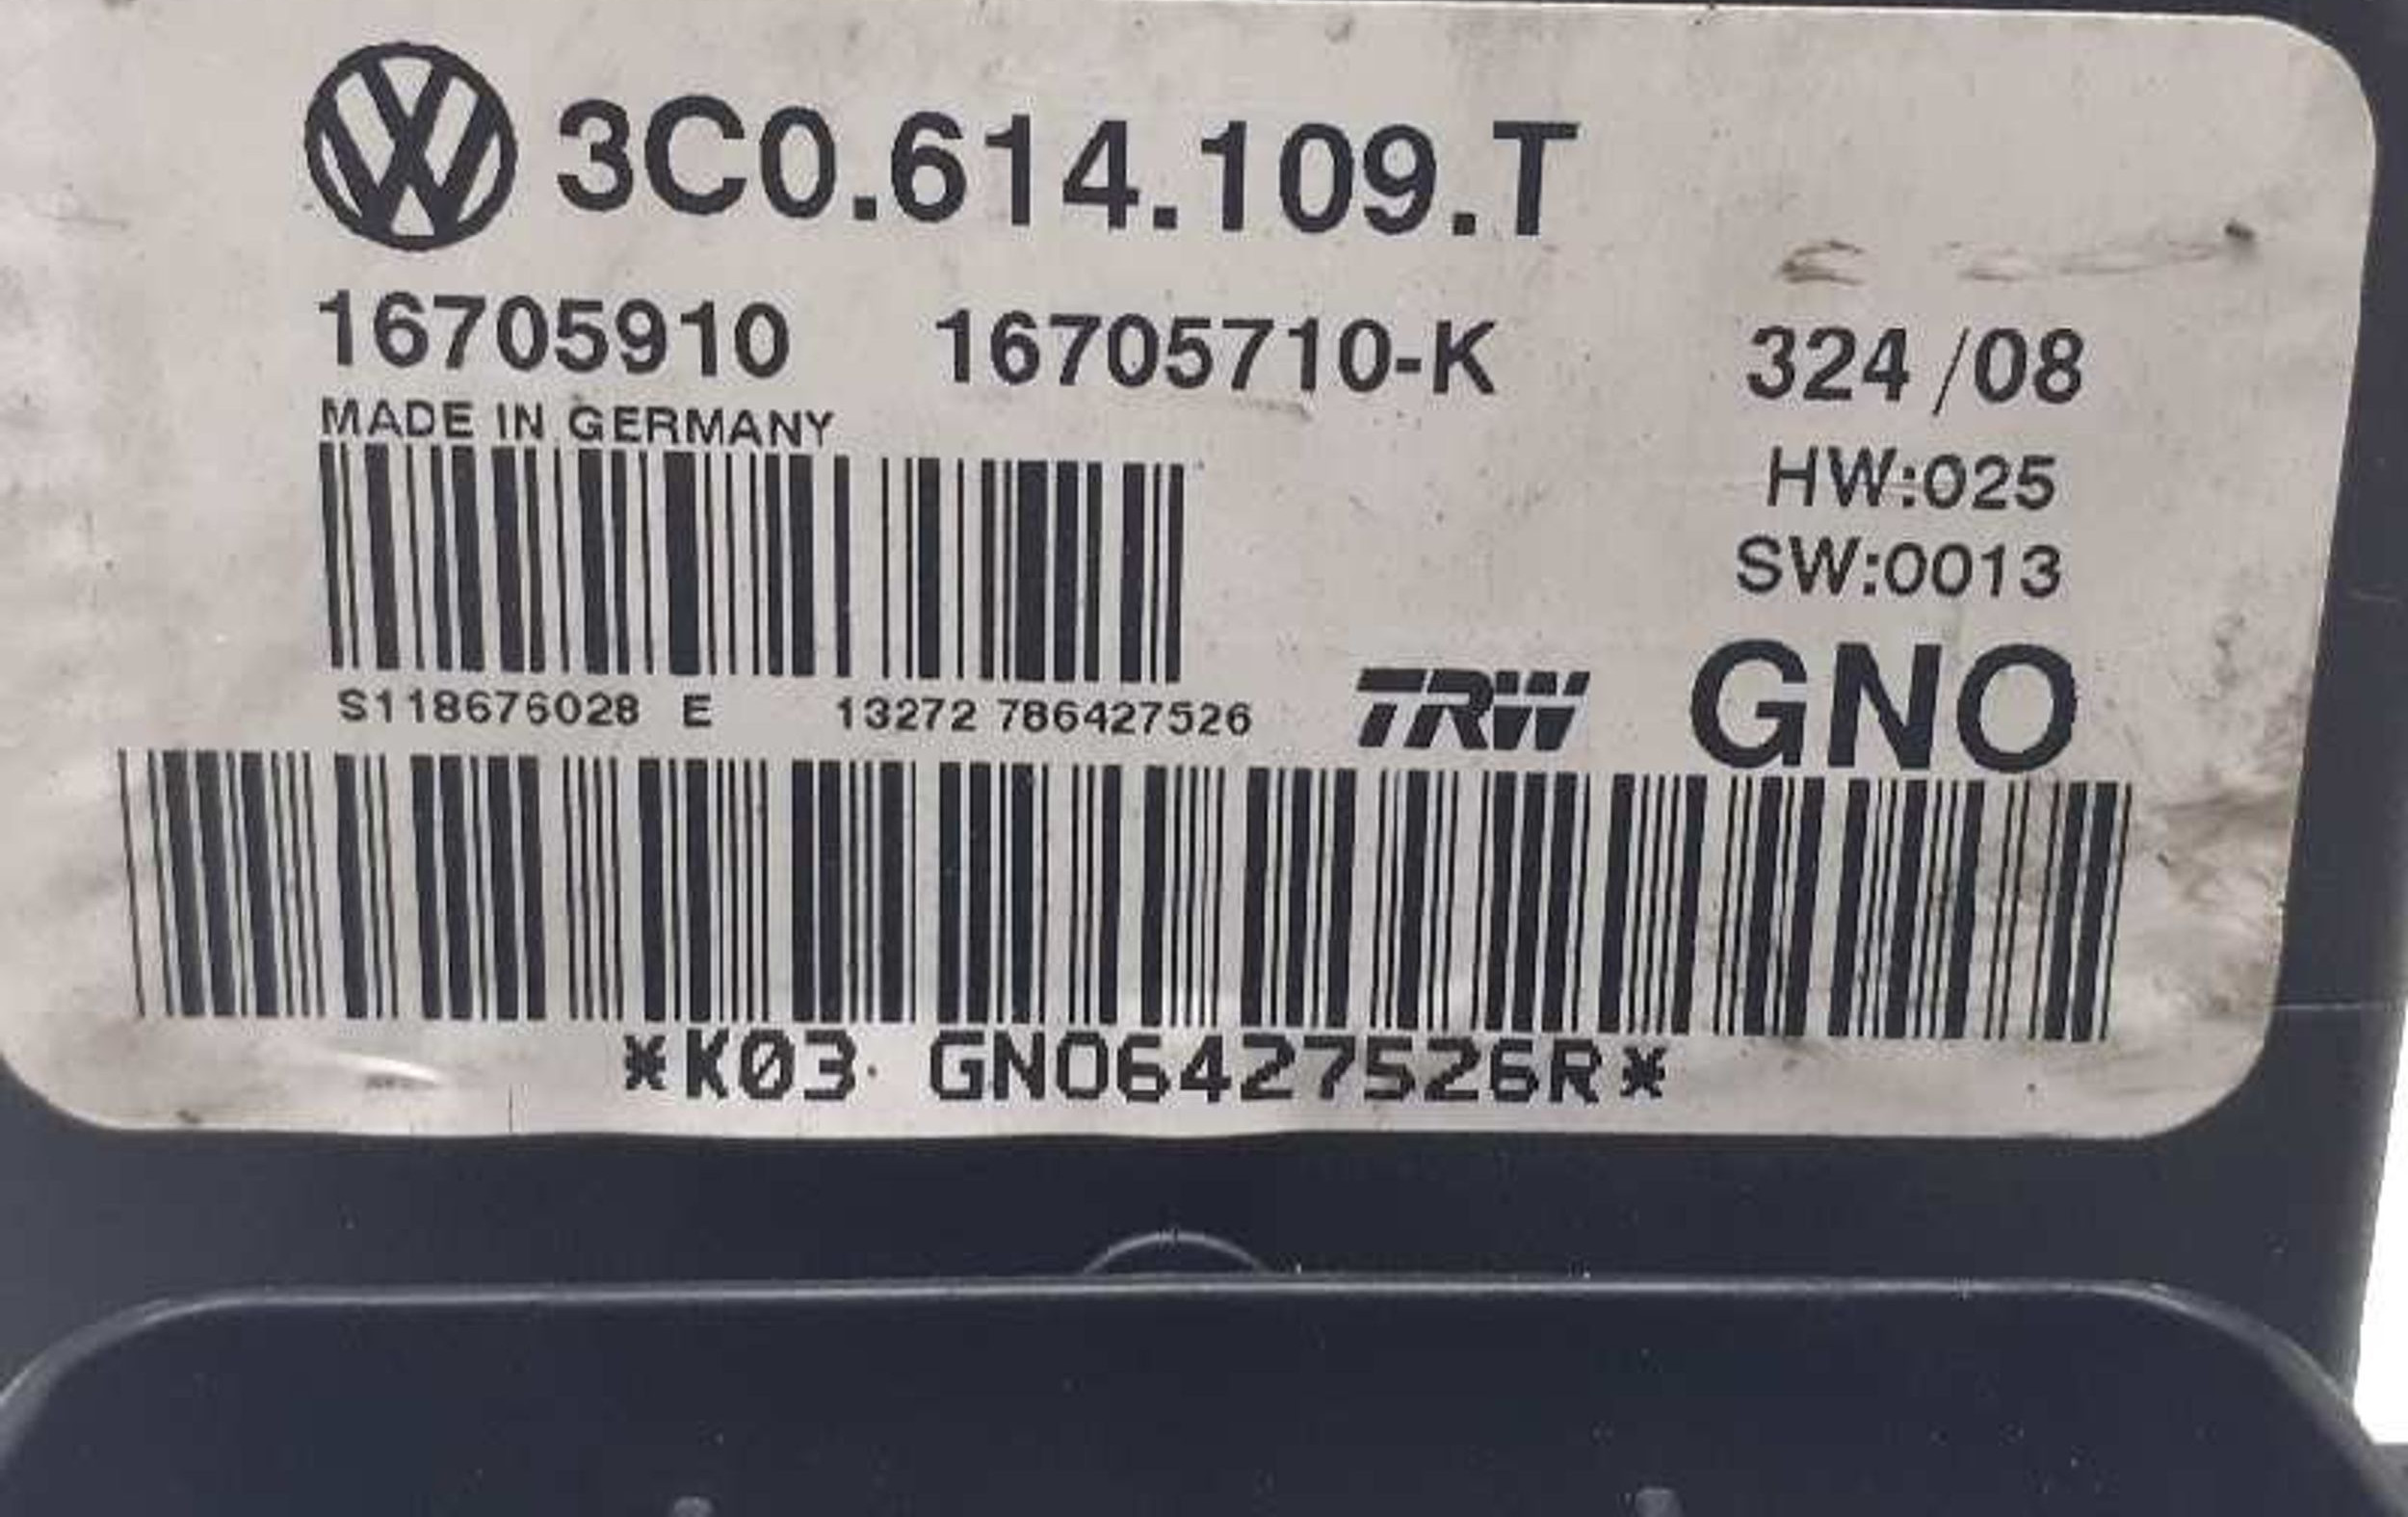 3C0.614.109.T
16705910 16705710-K 324/08
MADE IN GERMANY
HW:025
SW:0013
S118676028 E 13272 786427526 TRW GNO
*K03 GNO6427526R*